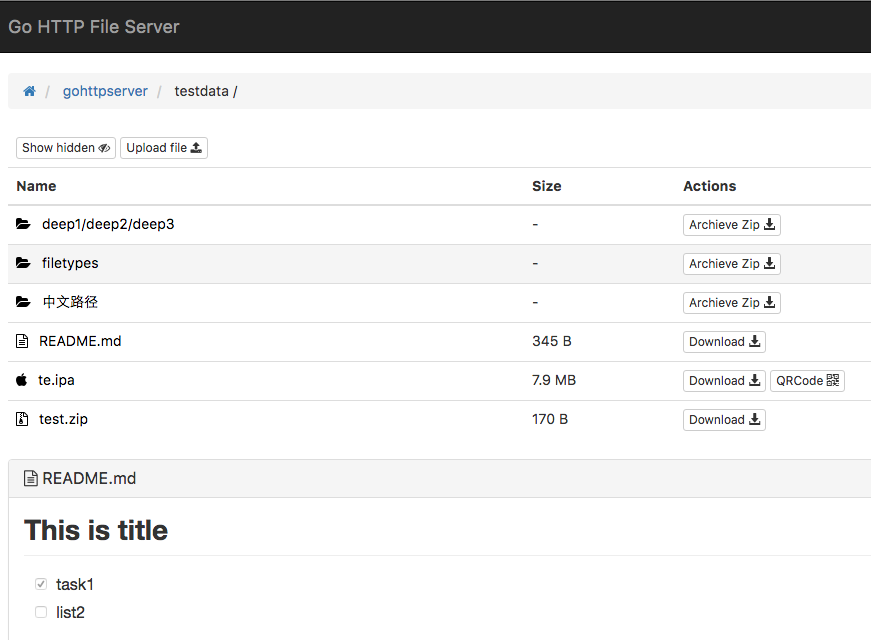 Go HTTP File Server
/ gohttpserver / testdata /
Show hidden Upload file
Name Size Actions
deep1/deep2/deep3 - Archieve Zip
filetypes - Archieve Zip
中文路径 - Archieve Zip
README.md 345 B Download
te.ipa 7.9 MB Download QRCode
test.zip 170 B Download
README.md
This is title
task1
list2